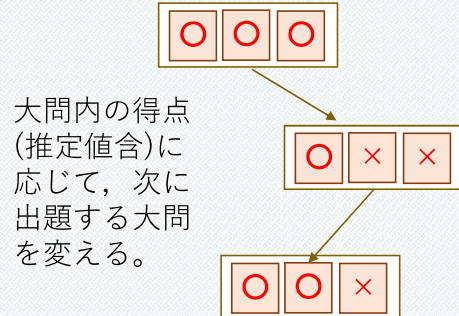 〇 〇 〇
大問内の得点
(推定値含)に
応じて，次に
出題する大問
を変える。
〇 × ×
〇 〇 ×